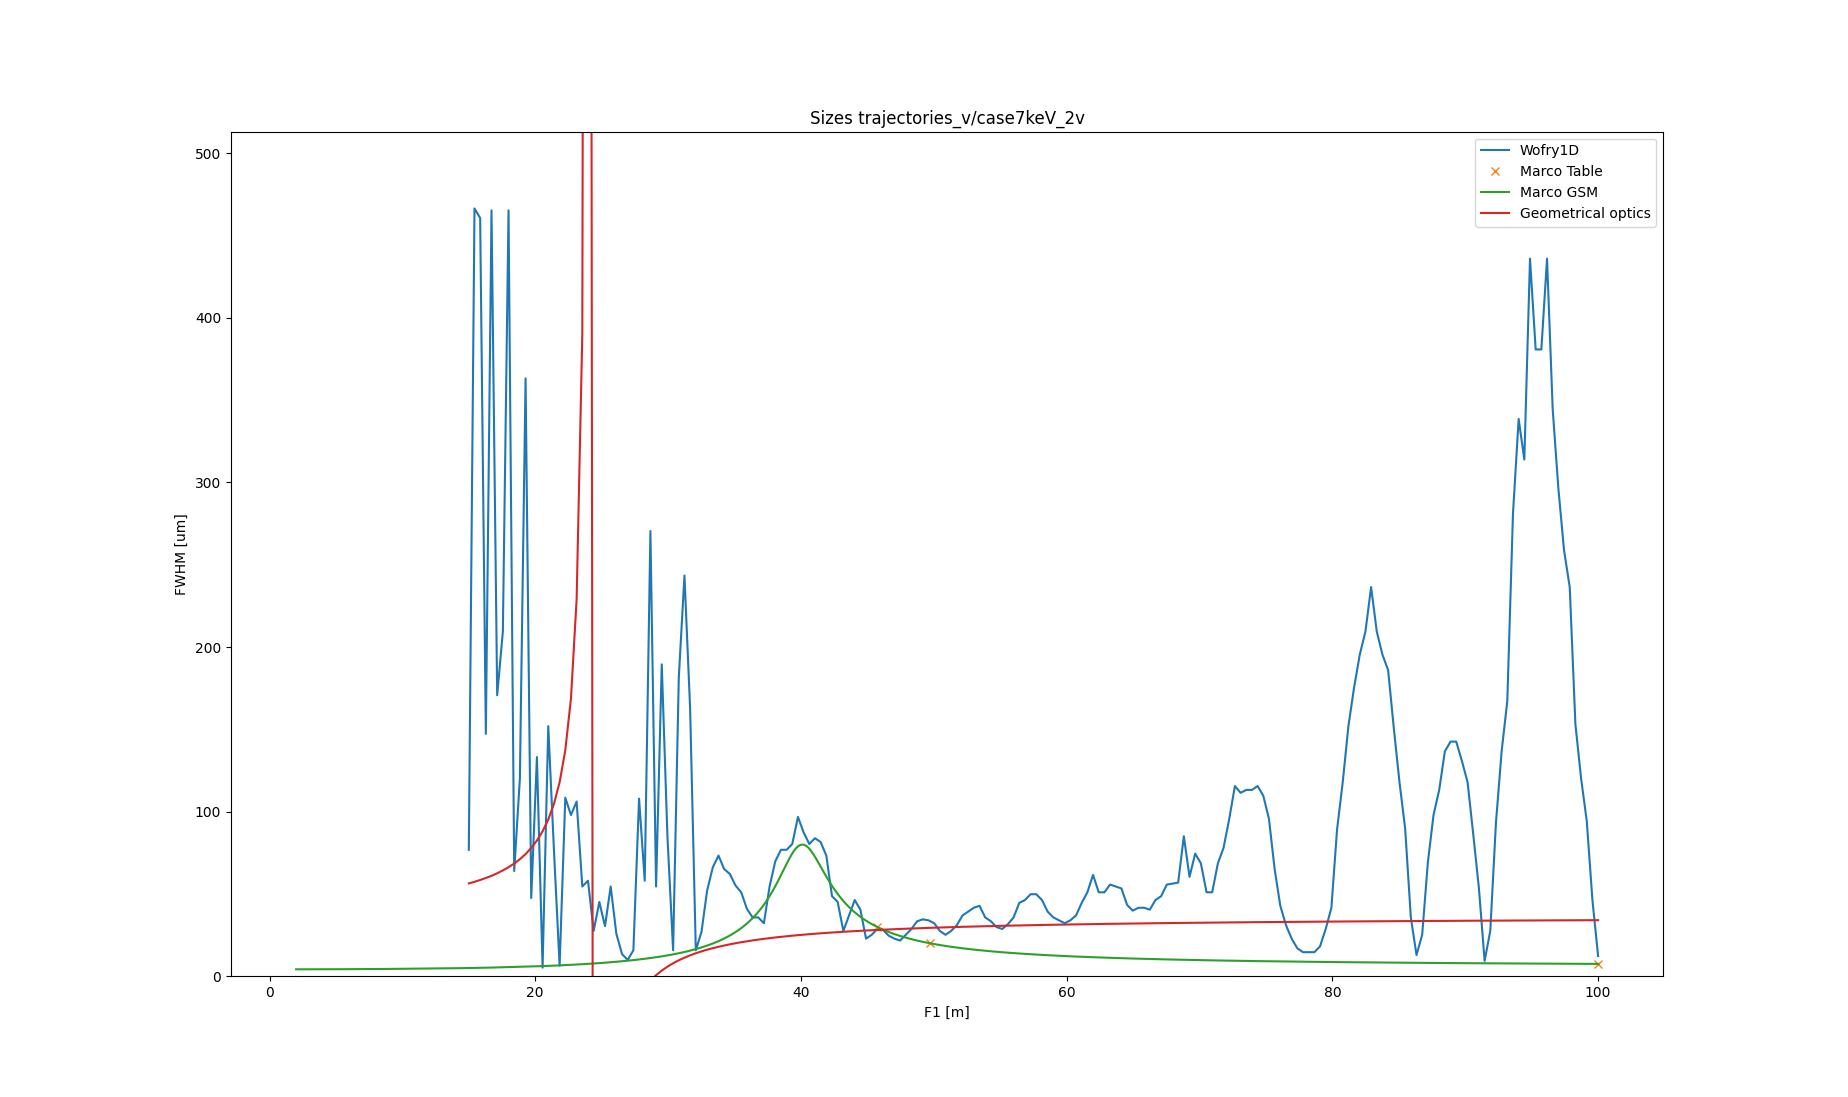 Sizes trajectories_v/case7keV_2v
500
400
300
200
100
0
FWHM [um]
0 20 40 60 80 100
F1 [m]
Wofry1D
Marco Table
Marco GSM
Geometrical optics